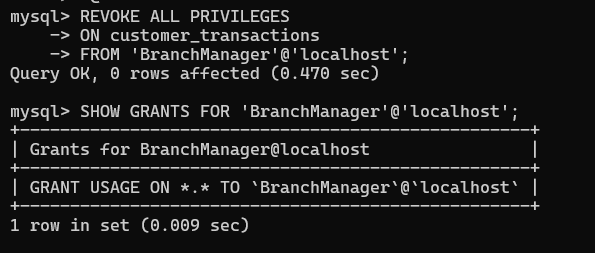 mysql> REVOKE ALL PRIVILEGES
    -> ON customer_transactions
    -> FROM 'BranchManager'@'localhost';
Query OK, 0 rows affected (0.470 sec)

mysql> SHOW GRANTS FOR 'BranchManager'@'localhost';
+---------------------------------------------------+
| Grants for BranchManager@localhost                |
+---------------------------------------------------+
| GRANT USAGE ON *.* TO `BranchManager`@`localhost` |
+---------------------------------------------------+
1 row in set (0.009 sec)